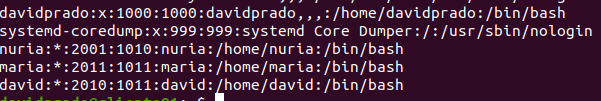 davidprado:x:1000:1000:davidprado,,,:/home/davidprado:/bin/bash
systemd-coredump:x:999:999:systemd Core Dumper:/:/usr/sbin/nologin
nuria:*:2001:1010:nuria:/home/nuria:/bin/bash
maria:*:2011:1011:maria:/home/maria:/bin/bash
david:*:2010:1011:david:/home/david:/bin/bash